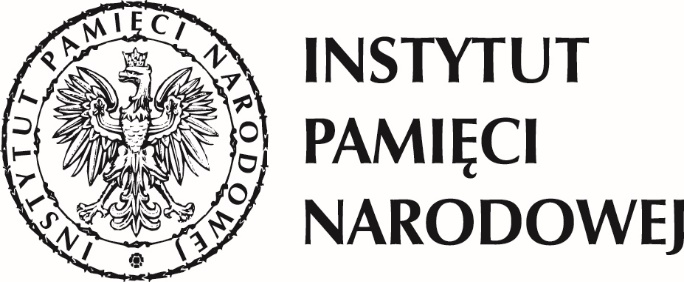 INSTYTUT PAMIĘCI NARODOWEJ
INSTYTUT
PAMIĘCI
NARODOWEJ